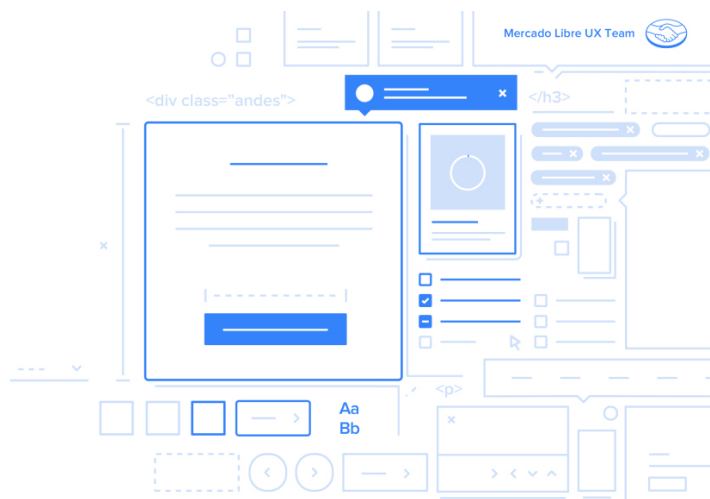 Mercado Libre UX Team
<div class="andes">
</h3>
<p>
Aa
Bb